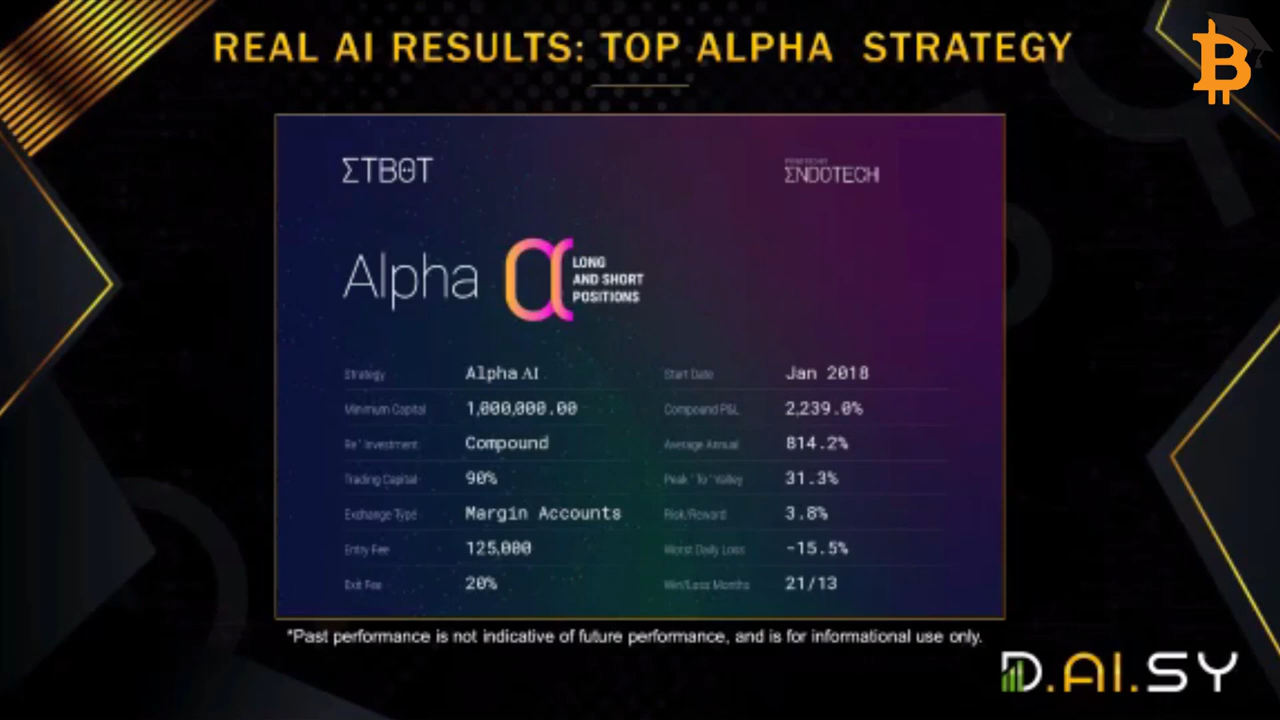 REAL AI RESULTS: TOP ALPHA STRATEGY
ΣTBOT
ΣNDOTECH
Alpha
LONG
AND SHORT
POSITIONS
Strategy Alpha AI Start Date Jan 2018
Minimum Capital 1,000,000.00 Compound P&L 2,239.0%
Re' Investment Compound Average Annual 814.2%
Trading Capital 90% Peak 'To' Valley 31.3%
Exchange Type Margin Accounts Risk/Reward 3.8%
Entry Fee 125,000 Worst Daily Loss -15.5%
Exit Fee 20% Win/Loss Months 21/13
*Past performance is not indicative of future performance, and is for informational use only.
D.AI.SY